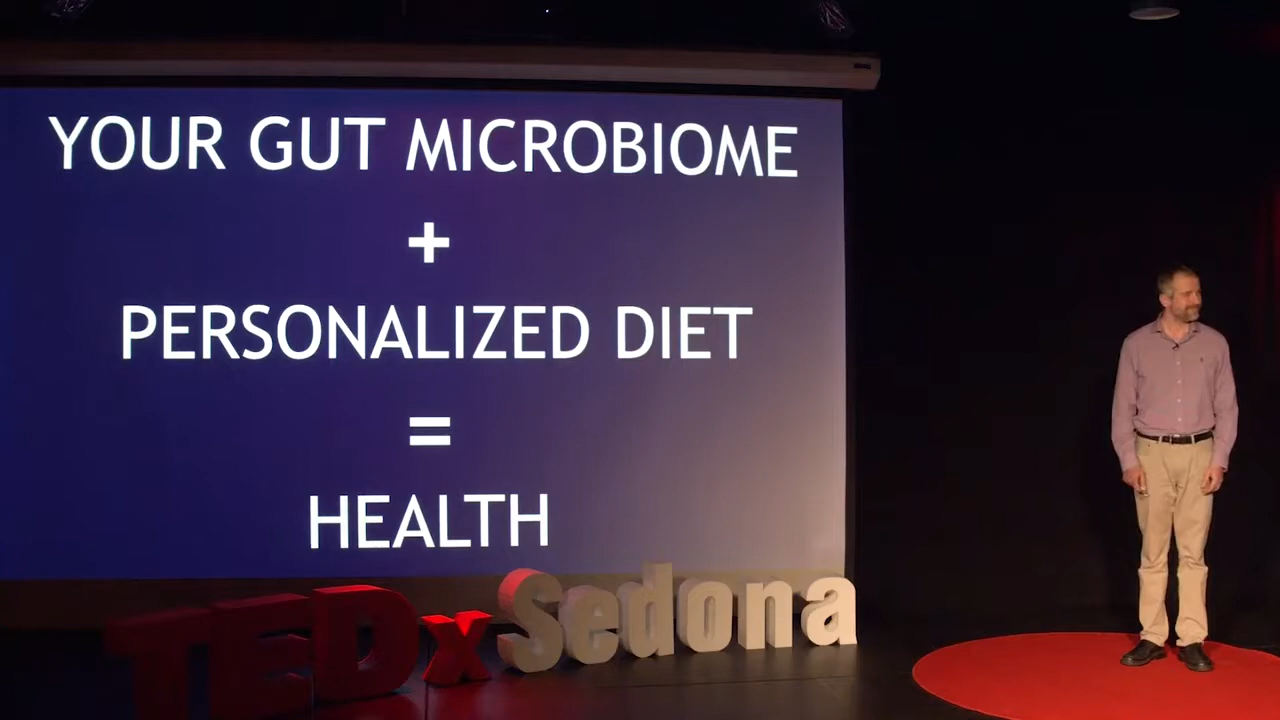 YOUR GUT MICROBIOME
+
PERSONALIZED DIET
=
HEALTH
TEDxSedona